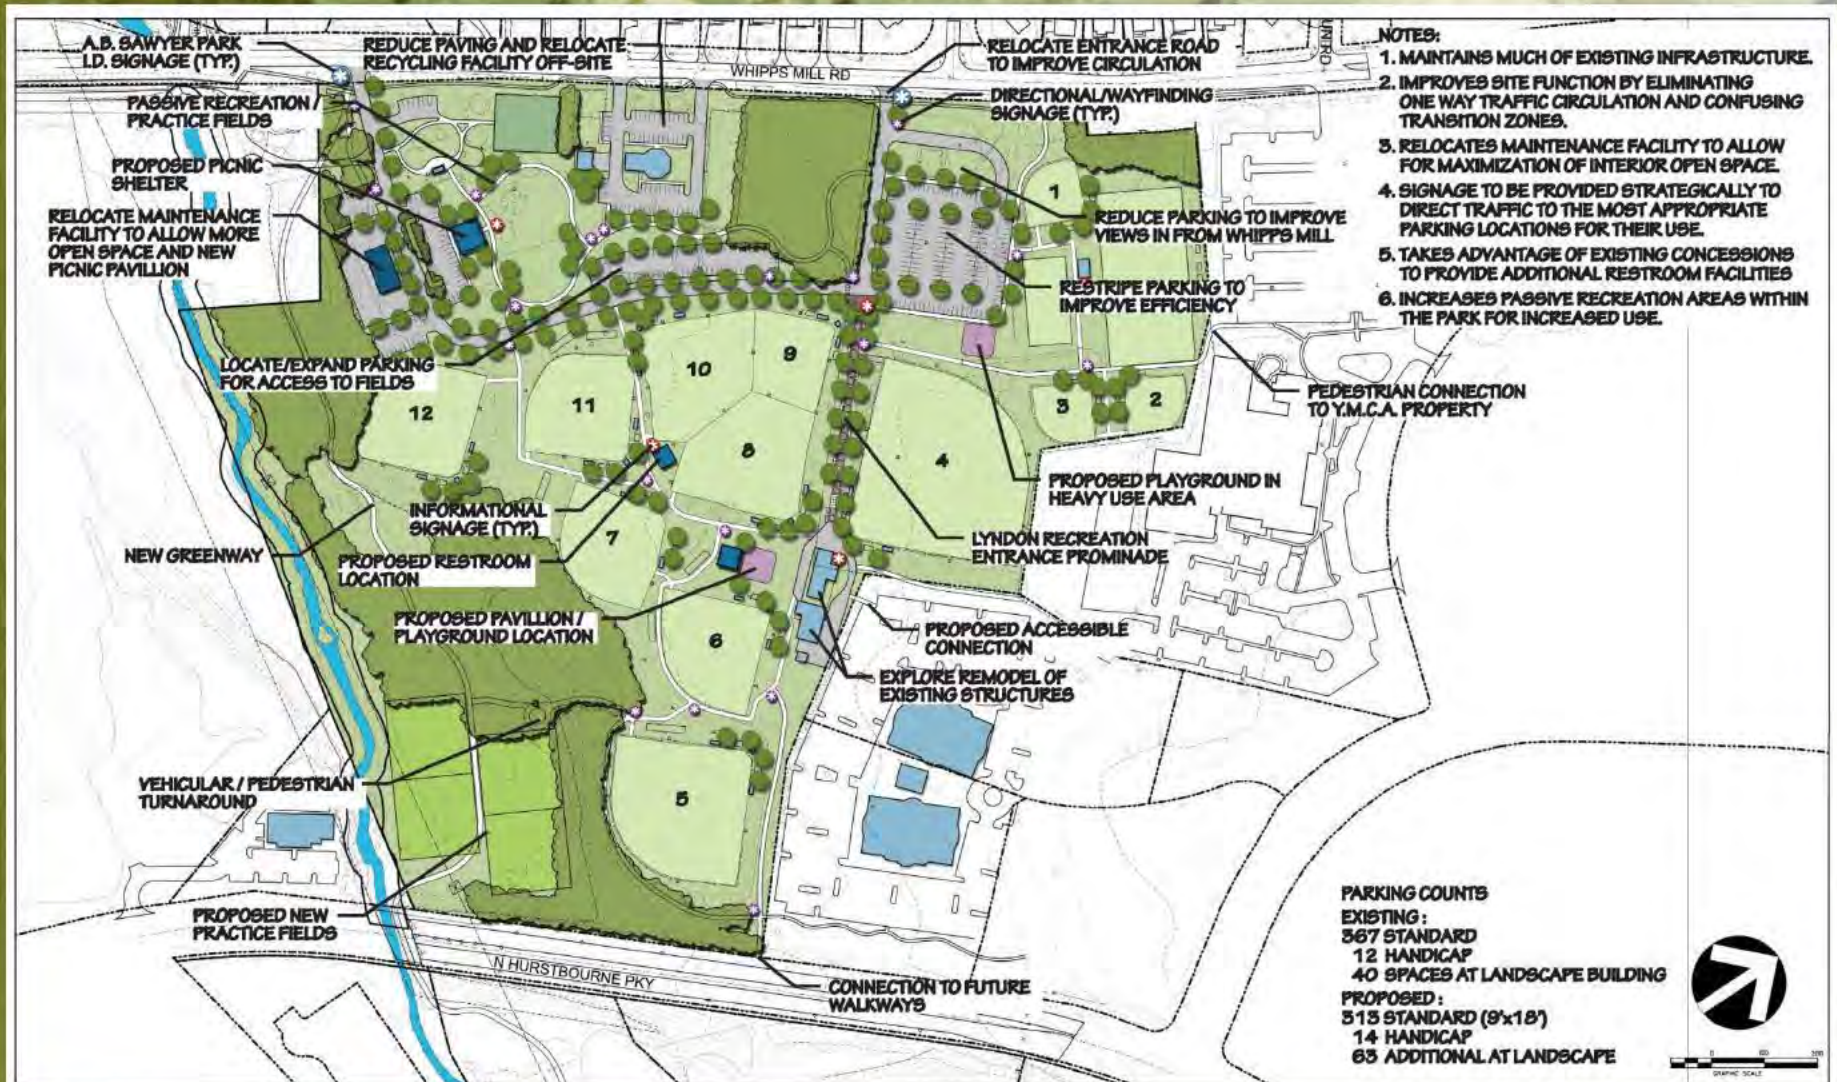 A.B. SAWYER PARK
I.D. SIGNAGE (TYP.)
REDUCE PAVING AND RELOCATE
RECYCLING FACILITY OFF-SITE
WHIPPS MILL RD
RELOCATE ENTRANCE ROAD
TO IMPROVE CIRCULATION
DIRECTIONAL/WAYFINDING
SIGNAGE (TYP.)
PASSIVE RECREATION /
PRACTICE FIELDS
PROPOSED PICNIC
SHELTER
RELOCATE MAINTENANCE
FACILITY TO ALLOW MORE
OPEN SPACE AND NEW
PICNIC PAVILLION
NOTES:
1. MAINTAINS MUCH OF EXISTING INFRASTRUCTURE.
2. IMPROVES SITE FUNCTION BY ELIMINATING
ONE WAY TRAFFIC CIRCULATION AND CONFUSING
TRANSITION ZONES.
3. RELOCATES MAINTENANCE FACILITY TO ALLOW
FOR MAXIMIZATION OF INTERIOR OPEN SPACE.
4. SIGNAGE TO BE PROVIDED STRATEGICALLY TO
DIRECT TRAFFIC TO THE MOST APPROPRIATE
PARKING LOCATIONS FOR THEIR USE.
5. TAKES ADVANTAGE OF EXISTING CONCESSIONS
TO PROVIDE ADDITIONAL RESTROOM FACILITIES
6. INCREASES PASSIVE RECREATION AREAS WITHIN
THE PARK FOR INCREASED USE.
1
REDUCE PARKING TO IMPROVE
VIEWS IN FROM WHIPPS MILL
RESTRIPE PARKING TO
IMPROVE EFFICIENCY
LOCATE/EXPAND PARKING
FOR ACCESS TO FIELDS
9
10
11
12
3
2
PEDESTRIAN CONNECTION
TO Y.M.C.A. PROPERTY
8
4
PROPOSED PLAYGROUND IN
HEAVY USE AREA
INFORMATIONAL
SIGNAGE (TYP.)
7
LYNDON RECREATION
ENTRANCE PROMINADE
NEW GREENWAY
PROPOSED RESTROOM
LOCATION
PROPOSED PAVILLION /
PLAYGROUND LOCATION
6
PROPOSED ACCESSIBLE
CONNECTION
EXPLORE REMODEL OF
EXISTING STRUCTURES
VEHICULAR / PEDESTRIAN
TURNAROUND
5
PROPOSED NEW
PRACTICE FIELDS
N HURSTBOURNE PKY
CONNECTION TO FUTURE
WALKWAYS
PARKING COUNTS
EXISTING :
367 STANDARD
12 HANDICAP
40 SPACES AT LANDSCAPE BUILDING
PROPOSED :
313 STANDARD (9'x18')
14 HANDICAP
63 ADDITIONAL AT LANDSCAPE
GRAPHIC SCALE